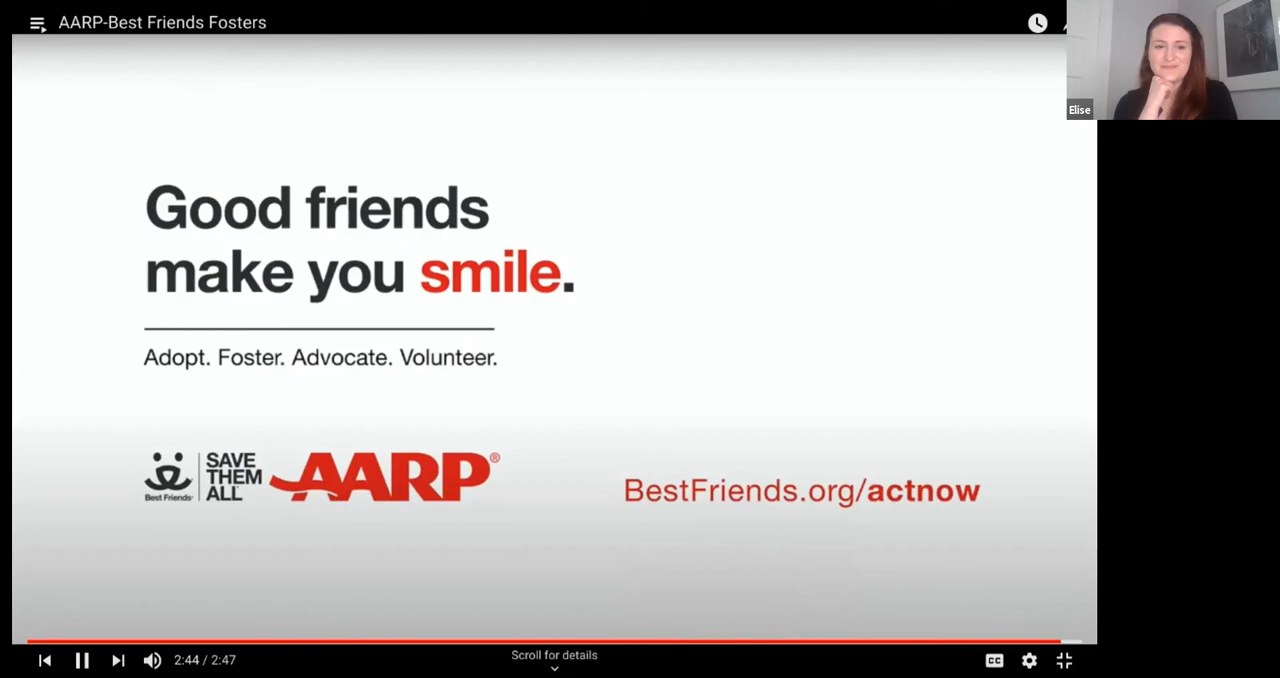 AARP-Best Friends Fosters
Elise
Good friends
make you smile.
Adopt. Foster. Advocate. Volunteer.
Best Friends
SAVE
THEM
ALL
AARP®
BestFriends.org/actnow
2:44 / 2:47
Scroll for details
CC